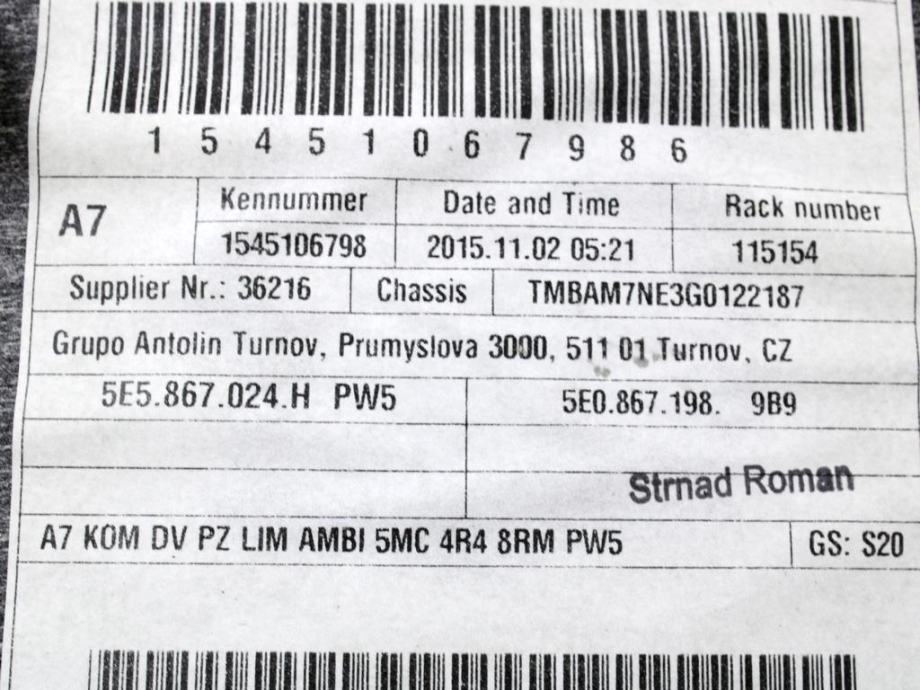 1 5 4 5 1 0 6 7 9 8 6
A7 Kennummer Date and Time Rack number
1545106798 2015.11.02 05:21 115154
Supplier Nr.: 36216 Chassis TMBAM7NE3G0122187
Grupo Antolin Turnov, Prumyslova 3000, 511 01 Turnov, CZ
5E5.867.024.H PW5 5E0.867.198. 9B9
Strnad Roman
A7 KOM DV PZ LIM AMBI 5MC 4R4 8RM PW5 GS: S20